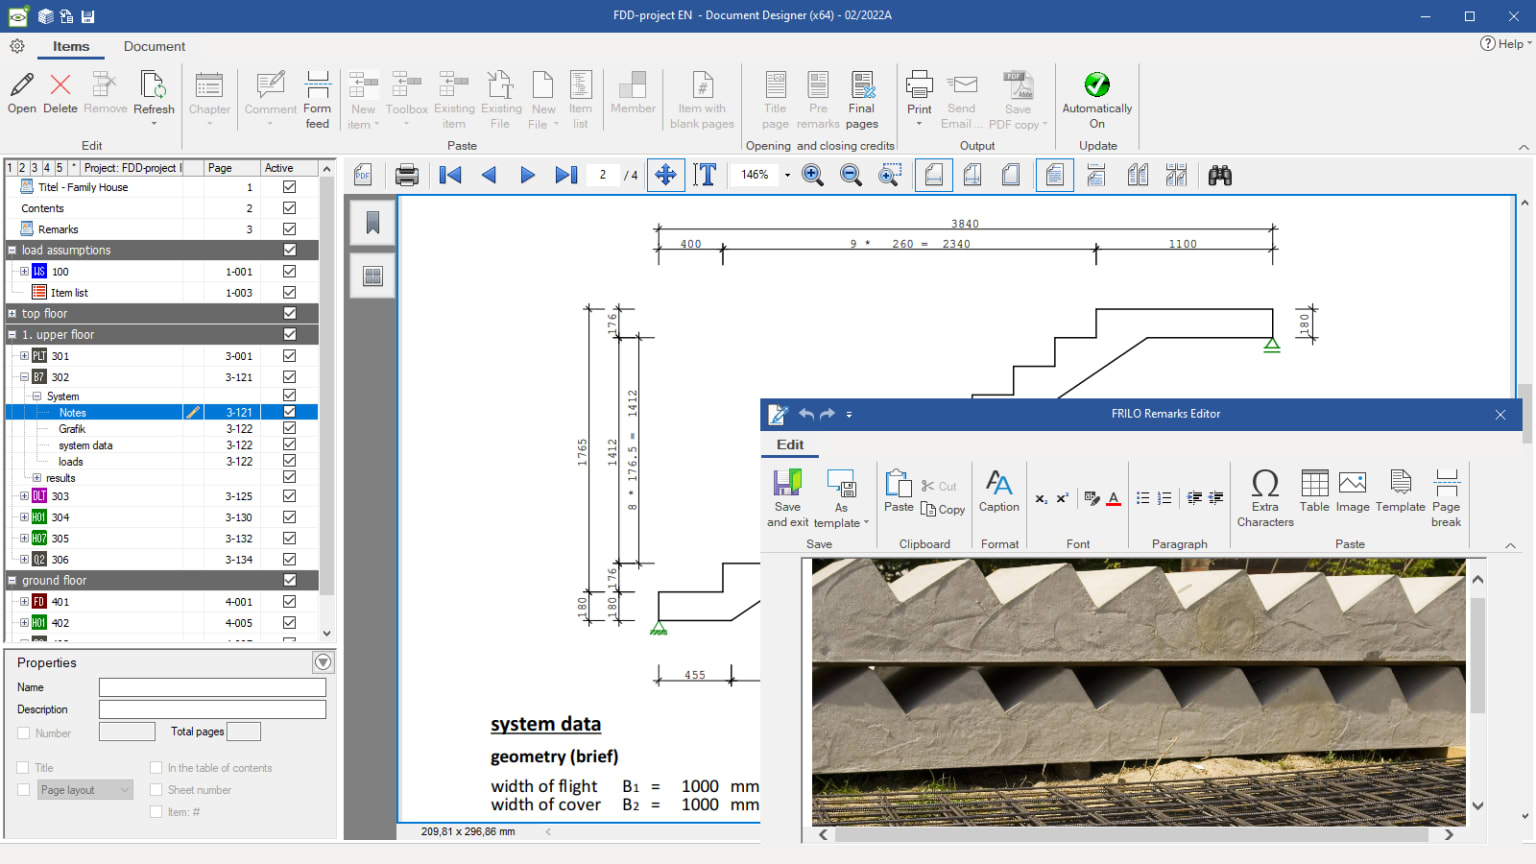 FDD-project EN - Document Designer (x64) - 02/2022A
Items
Document
Help
Open
Delete
Remove
Refresh
Chapter
Comment
Form
feed
New
item
Toolbox
Existing
item
Existing
File
New
File
Item
list
Member
Item with
blank pages
Title
page
Pre
remarks
Final
pages
Print
Send
Email ...
Save
PDF copy
Automatically
On
Edit
Paste
Opening and closing credits
Output
Update
1 2 3 4 5 * Project: FDD-project I Page Active
Titel - Family House 1
Contents 2
Remarks 3
load assumptions
WS 100 1-001
Item list 1-003
top floor
1. upper floor
PLT 301 3-001
B7 302 3-121
System
Notes 3-121
Grafik 3-122
system data 3-122
loads 3-122
results
DLT 303 3-125
H01 304 3-130
H07 305 3-132
Q2 306 3-134
ground floor
FD 401 4-001
H01 402 4-005
Properties
Name
Description
Number
Total pages
Title
In the table of contents
Page layout
Sheet number
Item: #
PDF
2 / 4
T
146%
3840
400 9 * 260 = 2340 1100
176
180
1765
1412
8 * 176.5 = 1412
176
180
180
455
system data
geometry (brief)
width of flight B1 = 1000 mm
width of cover B2 = 1000 mm
209,81 x 296,86 mm
FRILO Remarks Editor
Edit
Save
and exit
As
template
Paste
Cut
Copy
Caption
Extra
Characters
Table
Image
Template
Page
break
Save
Clipboard
Format
Font
Paragraph
Paste